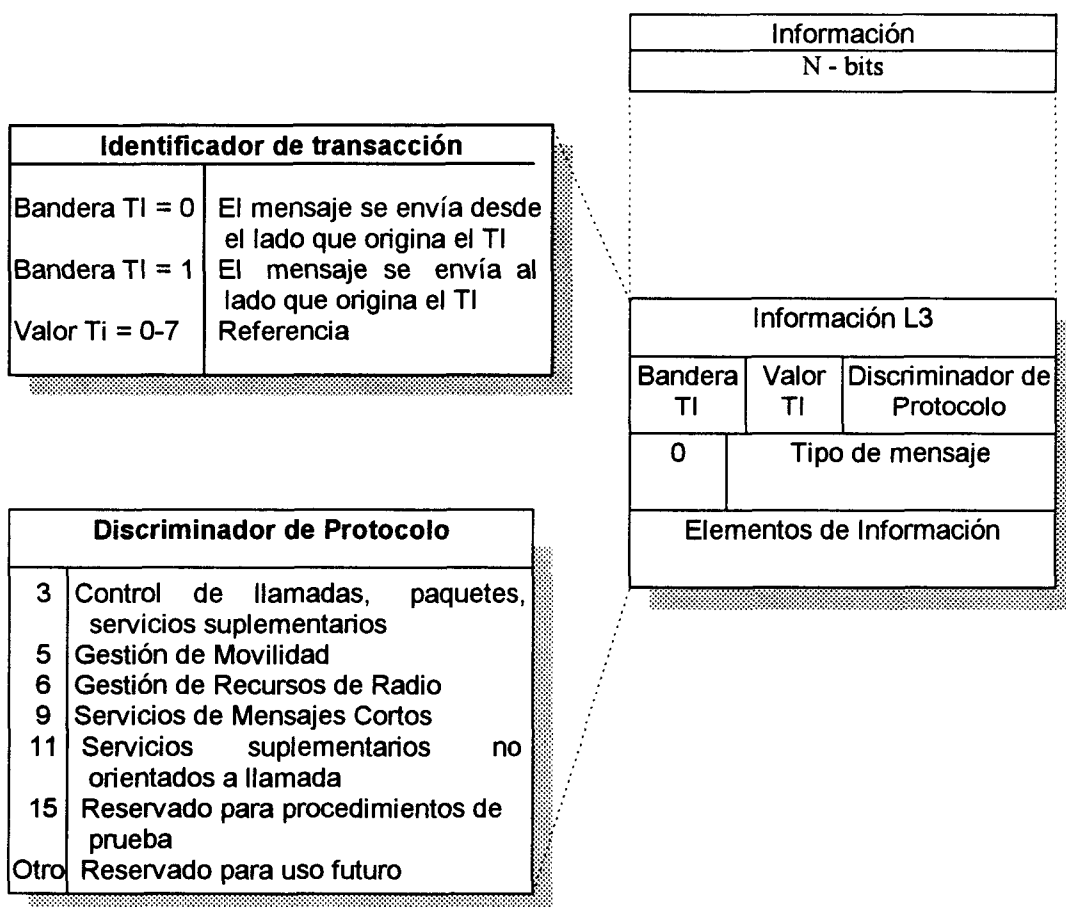 Información
N - bits
Identificador de transacción
Bandera TI = 0 El mensaje se envía desde
el lado que origina el TI
Bandera TI = 1 El mensaje se envía al
lado que origina el TI
Valor Ti = 0-7 Referencia
Información L3
Bandera TI Valor TI Discriminador de Protocolo
0 Tipo de mensaje
Elementos de Información
Discriminador de Protocolo
3 Control de llamadas, paquetes,
servicios suplementarios
5 Gestión de Movilidad
6 Gestión de Recursos de Radio
9 Servicios de Mensajes Cortos
11 Servicios suplementarios no
orientados a llamada
15 Reservado para procedimientos de
prueba
Otro Reservado para uso futuro